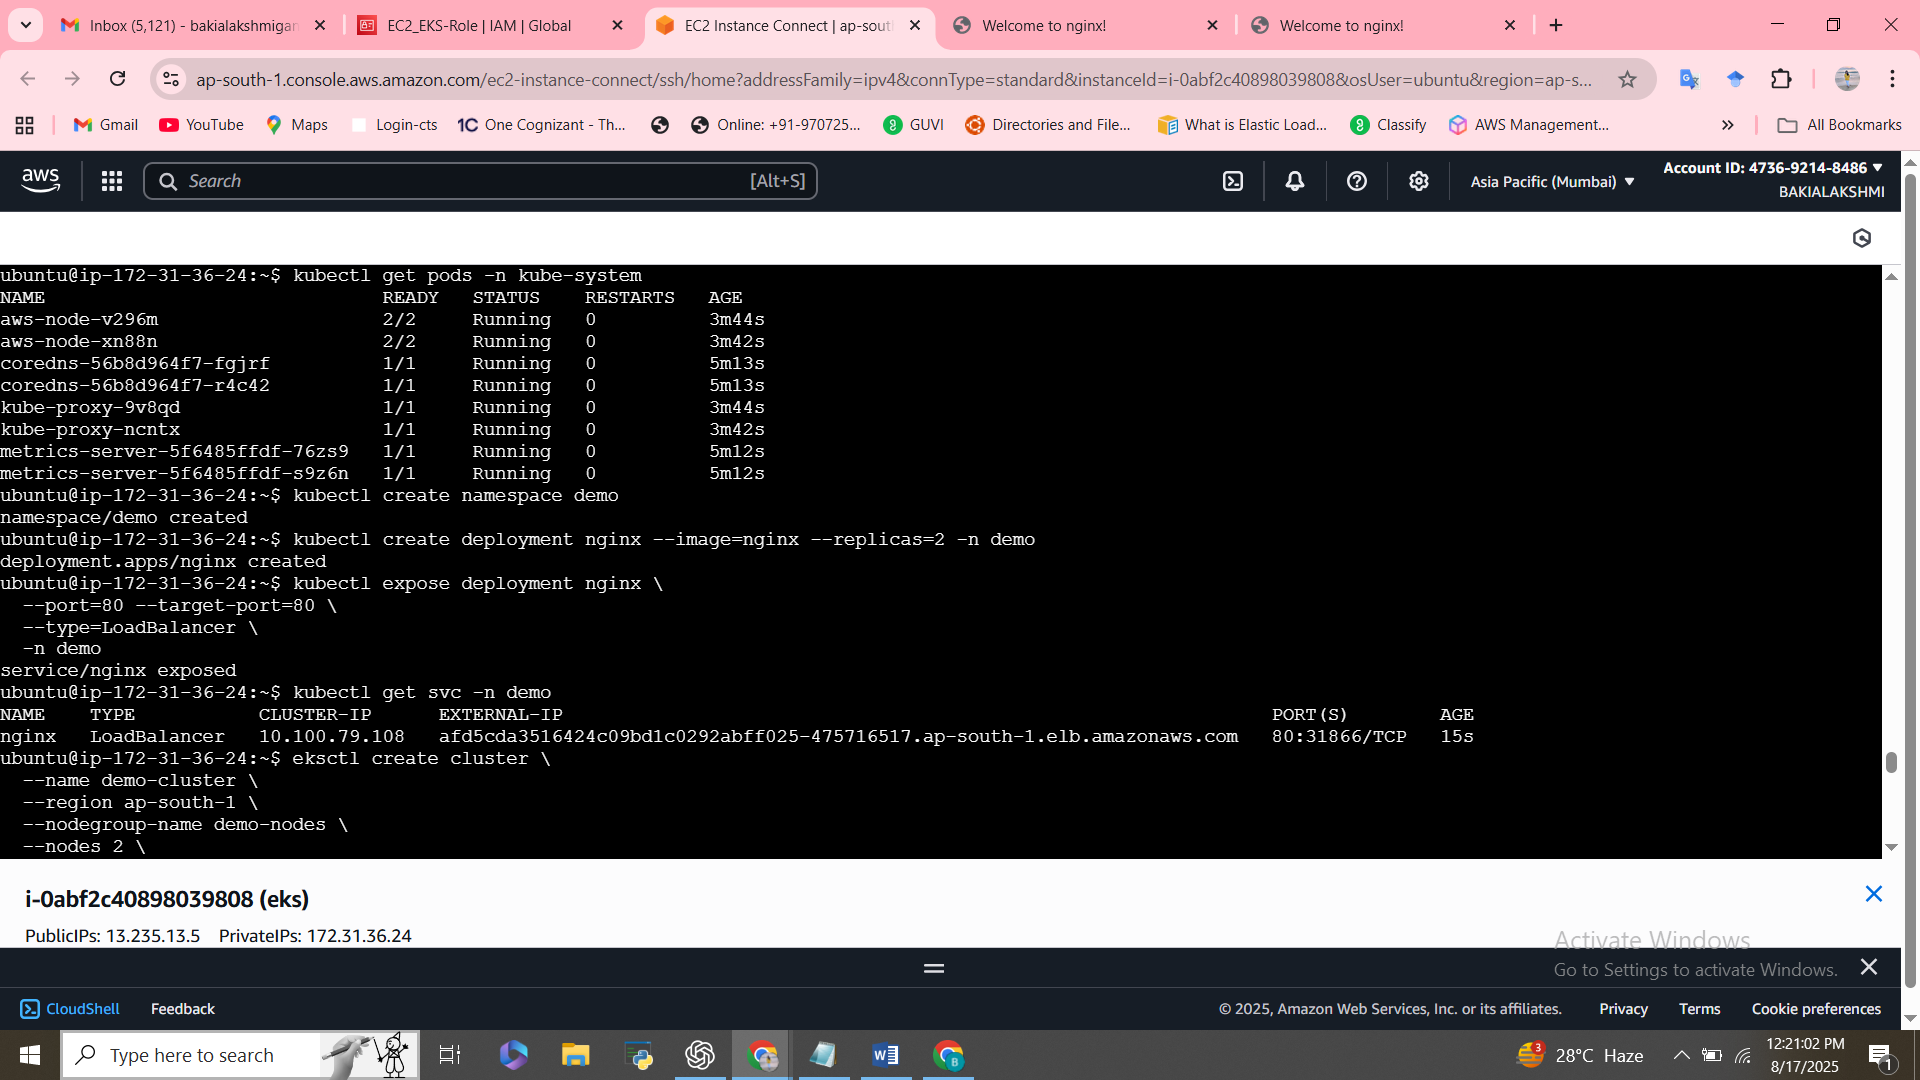 Inbox (5,121) - bakialakshmigan
EC2_EKS-Role | IAM | Global
EC2 Instance Connect | ap-sout
Welcome to nginx!
Welcome to nginx!
ap-south-1.console.aws.amazon.com/ec2-instance-connect/ssh/home?addressFamily=ipv4&connType=standard&instanceId=i-0abf2c40898039808&osUser=ubuntu&region=ap-s...
Gmail
YouTube
Maps
Login-cts
1C One Cognizant - Th...
Online: +91-970725...
GUVI
Directories and File...
What is Elastic Load...
Classify
AWS Management...
All Bookmarks
aws
Search
[Alt+S]
Asia Pacific (Mumbai)
Account ID: 4736-9214-8486
BAKIALAKSHMI
ubuntu@ip-172-31-36-24:~$ kubectl get pods -n kube-system
NAME READY STATUS RESTARTS AGE
aws-node-v296m 2/2 Running 0 3m44s
aws-node-xn88n 2/2 Running 0 3m42s
coredns-56b8d964f7-fgjrf 1/1 Running 0 5m13s
coredns-56b8d964f7-r4c42 1/1 Running 0 5m13s
kube-proxy-9v8qd 1/1 Running 0 3m44s
kube-proxy-ncntx 1/1 Running 0 3m42s
metrics-server-5f6485ffdf-76zs9 1/1 Running 0 5m12s
metrics-server-5f6485ffdf-s9z6n 1/1 Running 0 5m12s
ubuntu@ip-172-31-36-24:~$ kubectl create namespace demo
namespace/demo created
ubuntu@ip-172-31-36-24:~$ kubectl create deployment nginx --image=nginx --replicas=2 -n demo
deployment.apps/nginx created
ubuntu@ip-172-31-36-24:~$ kubectl expose deployment nginx \
--port=80 --target-port=80 \
--type=LoadBalancer \
-n demo
service/nginx exposed
ubuntu@ip-172-31-36-24:~$ kubectl get svc -n demo
NAME TYPE CLUSTER-IP EXTERNAL-IP PORT(S) AGE
nginx LoadBalancer 10.100.79.108 afd5cda3516424c09bd1c0292abff025-475716517.ap-south-1.elb.amazonaws.com 80:31866/TCP 15s
ubuntu@ip-172-31-36-24:~$ eksctl create cluster \
--name demo-cluster \
--region ap-south-1 \
--nodegroup-name demo-nodes \
--nodes 2 \
i-0abf2c40898039808 (eks)
PublicIPs: 13.235.13.5 PrivateIPs: 172.31.36.24
Activate Windows
Go to Settings to activate Windows.
CloudShell
Feedback
© 2025, Amazon Web Services, Inc. or its affiliates.
Privacy
Terms
Cookie preferences
Type here to search
3
28°C Haze
12:21:02 PM
8/17/2025
1